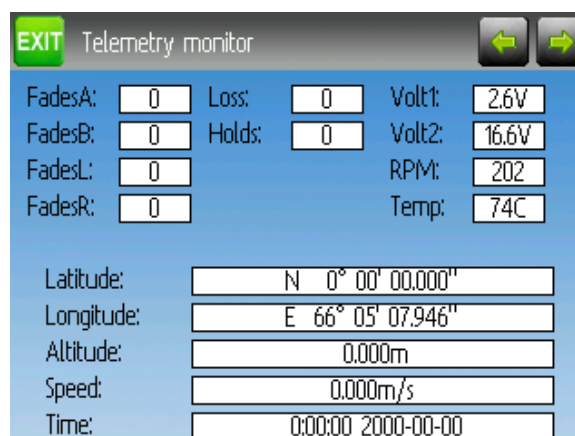 EXIT Telemetry monitor
FadesA: 0 Loss: 0 Volt1: 2.6V
FadesB: 0 Holds: 0 Volt2: 16.6V
FadesL: 0 RPM: 202
FadesR: 0 Temp: 74C
Latitude: N 0° 00' 00.000"
Longitude: E 66° 05' 07.946"
Altitude: 0.000m
Speed: 0.000m/s
Time: 0:00:00 2000-00-00